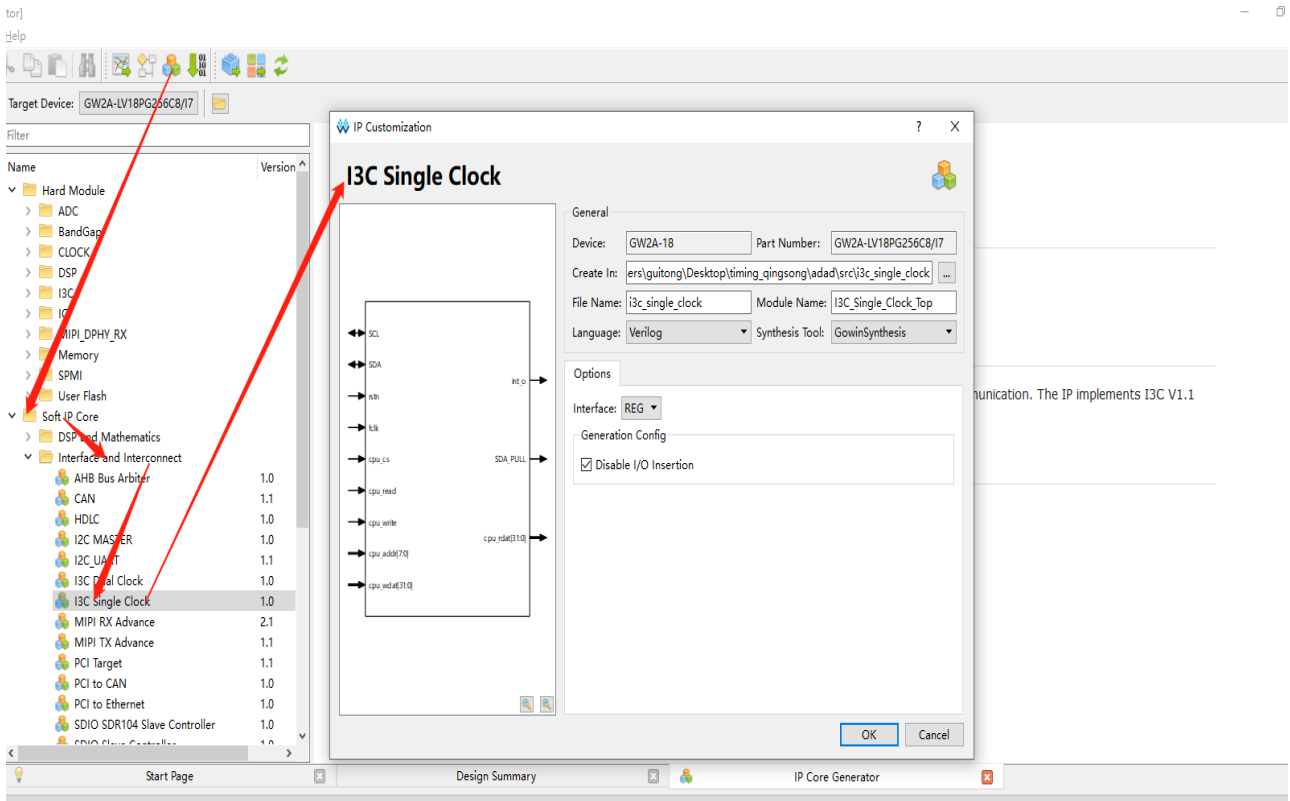 tor]
Help
Target Device: GW2A-LV18PG256C8/I7
Filter
Name Version
Hard Module
ADC
BandGap
CLOCK
DSP
I3C
MIPI_DPHY_RX
Memory
SPMI
User Flash
Soft IP Core
DSP and Mathematics
Interface and Interconnect
AHB Bus Arbiter 1.0
CAN 1.1
HDLC 1.0
I2C MASTER 1.0
I2C_UART 1.1
I3C Dual Clock 1.0
I3C Single Clock 1.0
MIPI RX Advance 2.1
MIPI TX Advance 1.1
PCI Target 1.1
PCI to CAN 1.0
PCI to Ethernet 1.0
SDIO SDR104 Slave Controller 1.0
IP Customization
?
I3C Single Clock
SCL
SDA
rstn
fclk
cpu_cs
cpu_read
cpu_write
cpu_addr[7:0]
cpu_wdat[31:0]
int_o
SDA_PULL
cpu_rdat[31:0]
General
Device: GW2A-18 Part Number: GW2A-LV18PG256C8/I7
Create In: ers\guitong\Desktop\timing_qingsong\adad\src\i3c_single_clock ...
File Name: i3c_single_clock Module Name: I3C_Single_Clock_Top
Language: Verilog Synthesis Tool: GowinSynthesis
Options
Interface: REG
Generation Config
Disable I/O Insertion
OK Cancel
unication. The IP implements I3C V1.1
Start Page Design Summary IP Core Generator